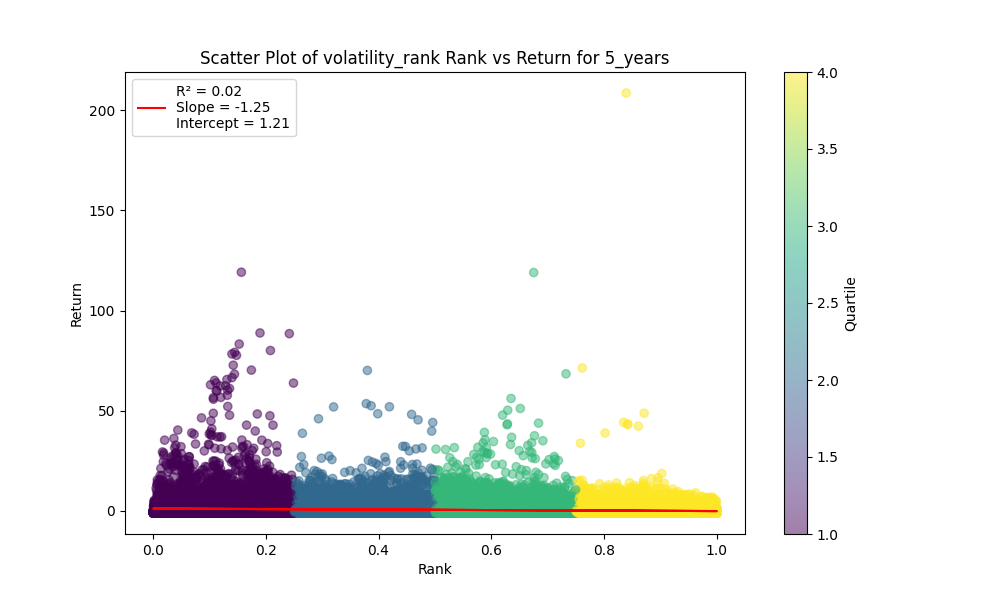 Scatter Plot of volatility_rank Rank vs Return for 5_years
R² = 0.02
Slope = -1.25
Intercept = 1.21
200
150
100
50
0
Return
0.0
0.2
0.4
0.6
0.8
1.0
Rank
4.0
3.5
3.0
2.5
2.0
1.5
1.0
Quartile